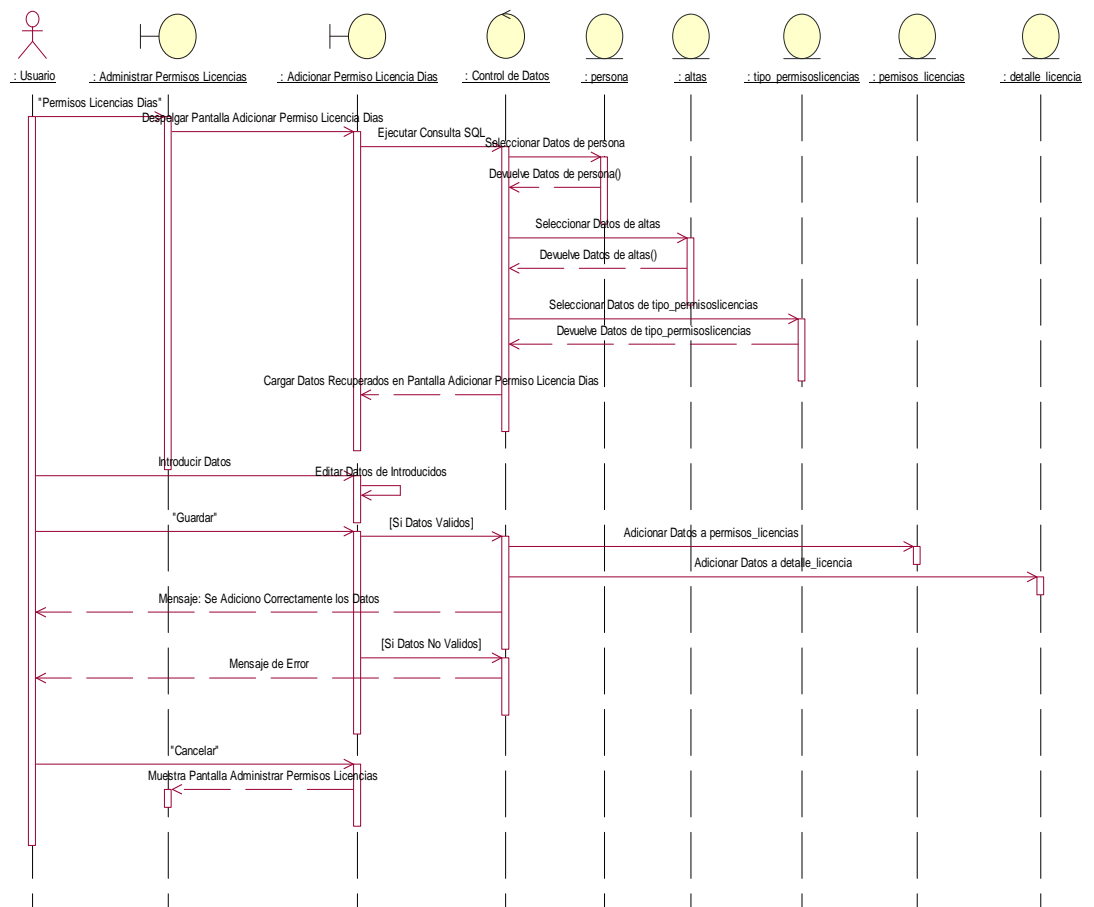 : Usuario
: Administrar Permisos Licencias
: Adicionar Permiso Licencia Dias
: Control de Datos
: persona
: altas
: tipo_permisoslicencias
: pemisos_licencias
: detalle_licencia
"Permisos Licencias Dias"
Despelgar Pantalla Adicionar Permiso Licencia Dias
Ejecutar Consulta SQL
Seleccionar Datos de persona
Devuelve Datos de persona()
Seleccionar Datos de altas
Devuelve Datos de altas()
Seleccionar Datos de tipo_permisoslicencias
Devuelve Datos de tipo_permisoslicencias
Cargar Datos Recuperados en Pantalla Adicionar Permiso Licencia Dias
Introducir Datos
Editar Datos de Introducidos
"Guardar"
[Si Datos Validos]
Adicionar Datos a permisos_licencias
Adicionar Datos a detalle_licencia
Mensaje: Se Adiciono Correctamente los Datos
[Si Datos No Validos]
Mensaje de Error
"Cancelar"
Muestra Pantalla Administrar Permisos Licencias